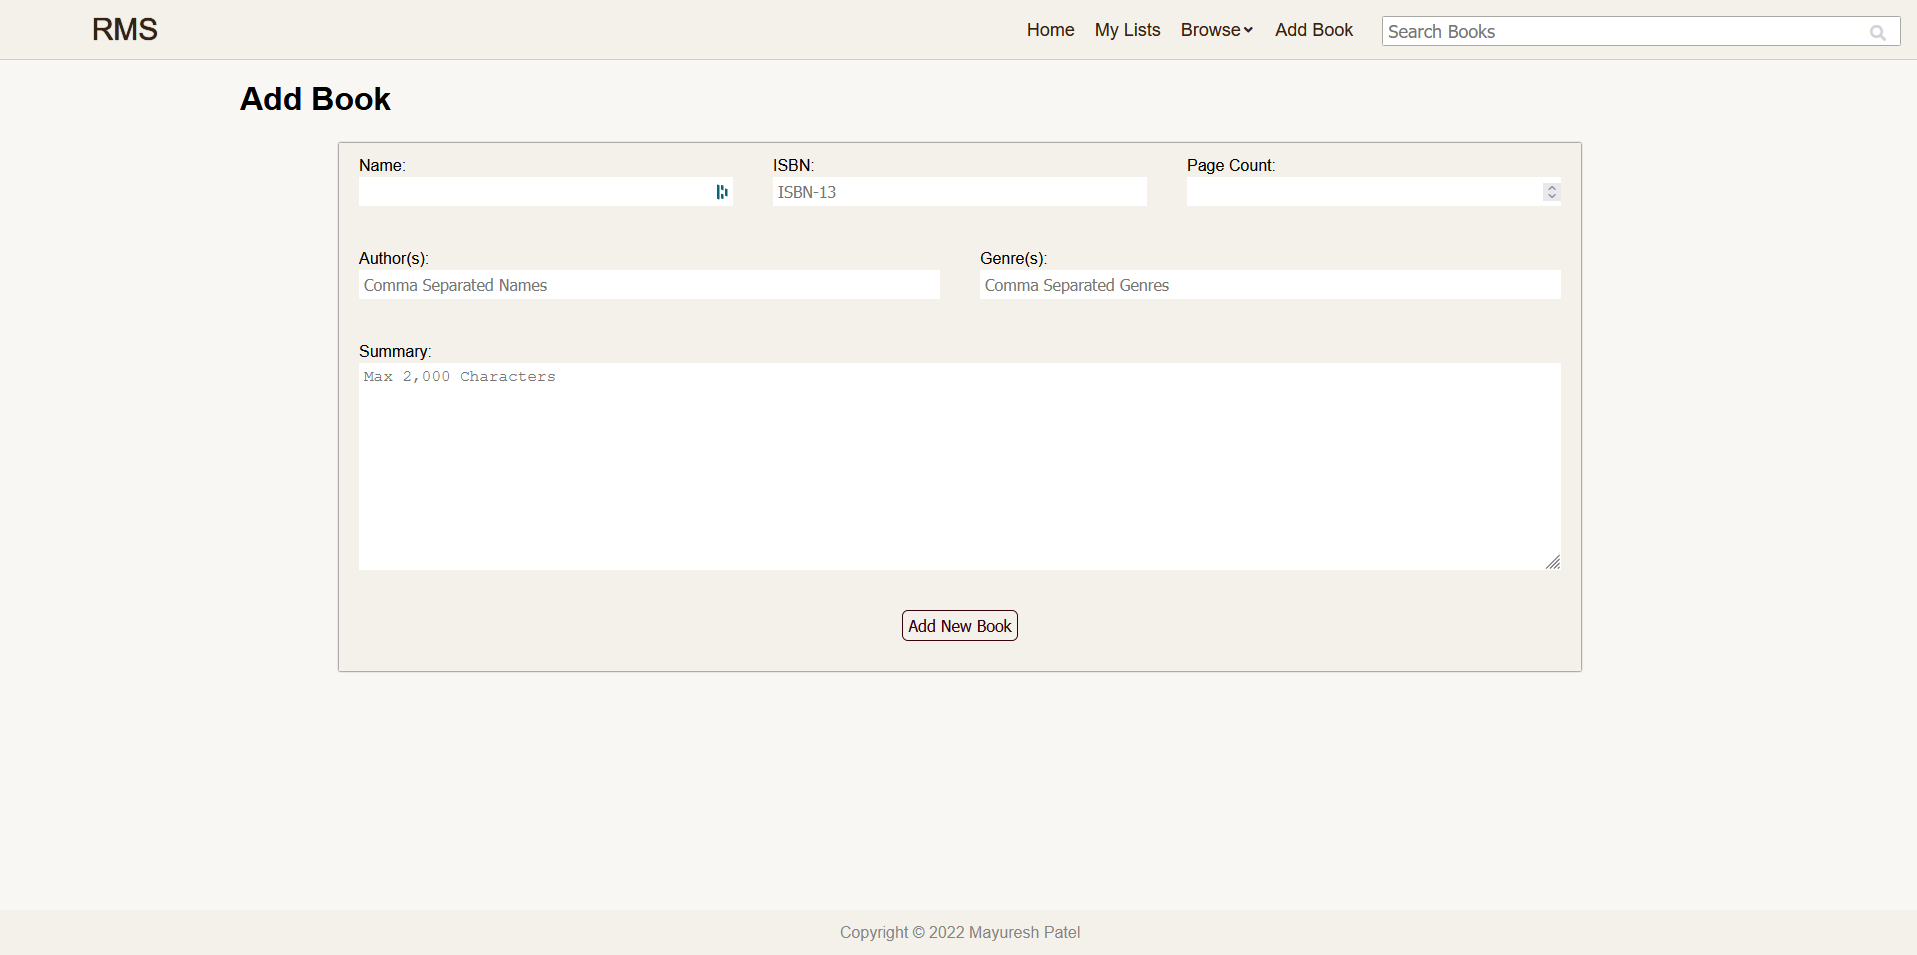 RMS
Home My Lists Browse Add Book Search Books
Add Book
Name: ISBN: Page Count:
ISBN-13
Author(s): Genre(s):
Comma Separated Names Comma Separated Genres
Summary:
Max 2,000 Characters
Add New Book
Copyright © 2022 Mayuresh Patel